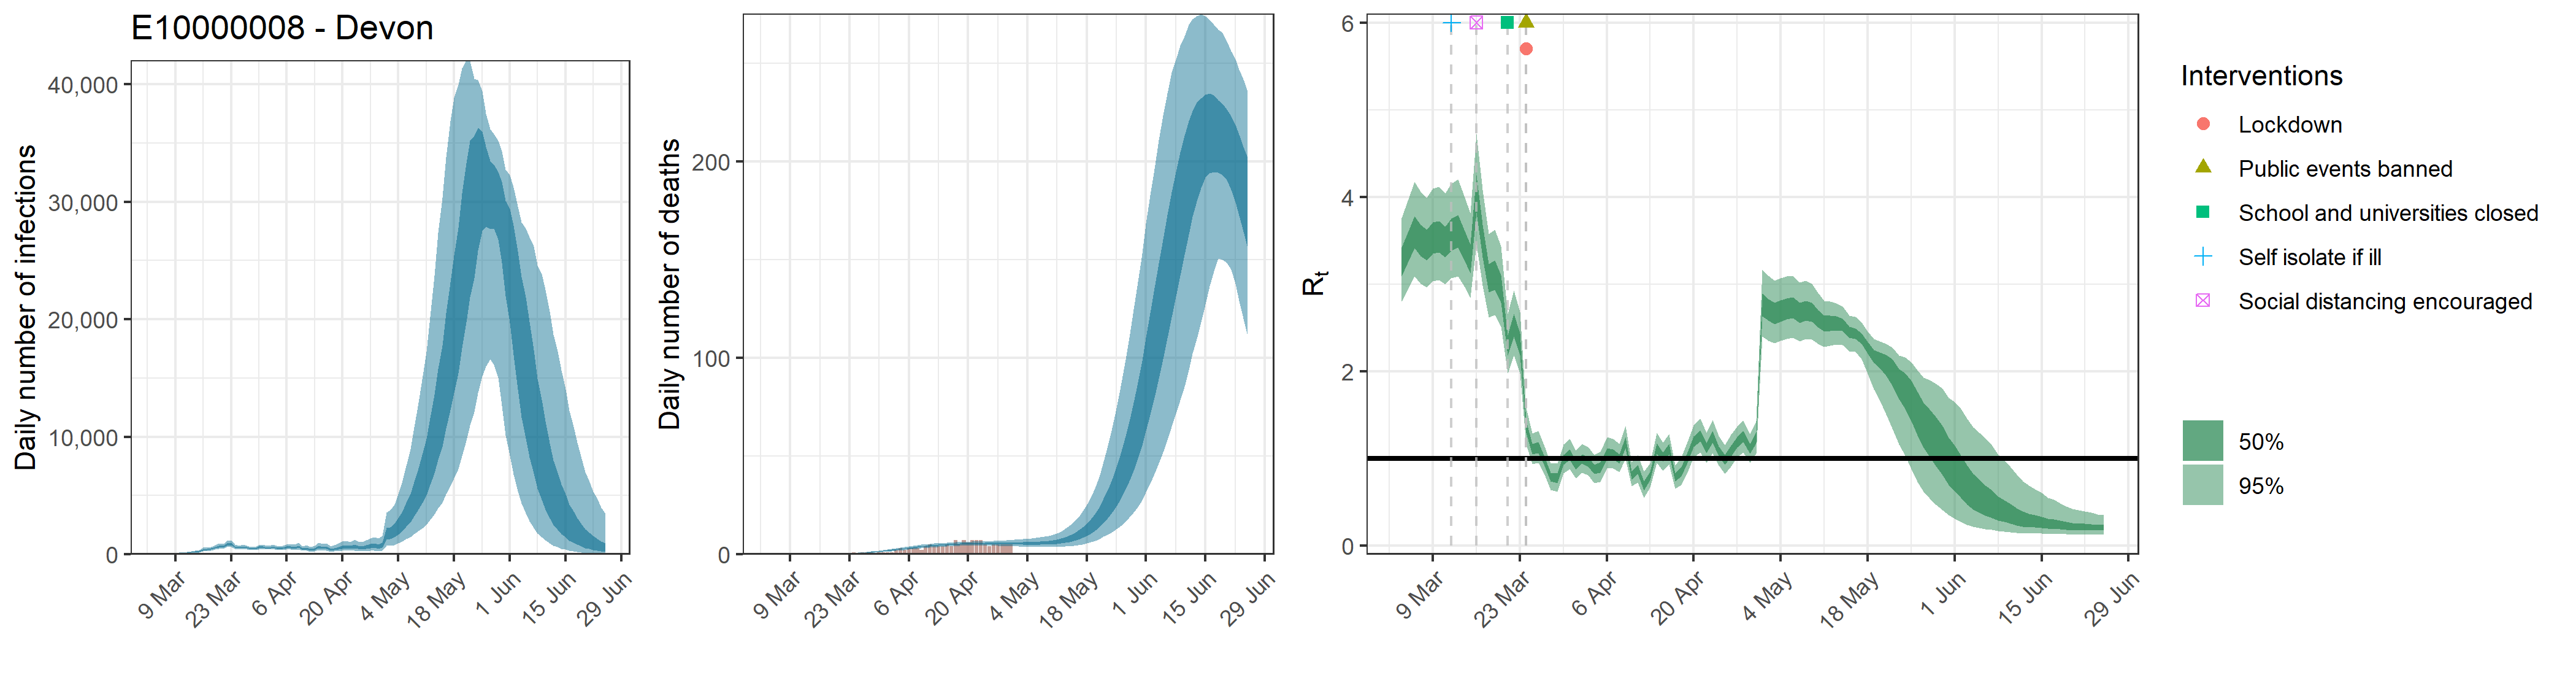 E10000008 - Devon
Daily number of infections
40,000
30,000
20,000
10,000
0
9 Mar
23 Mar
6 Apr
20 Apr
4 May
18 May
1 Jun
15 Jun
29 Jun
Daily number of deaths
200
100
0
9 Mar
23 Mar
6 Apr
20 Apr
4 May
18 May
1 Jun
15 Jun
29 Jun
Rt
6
4
2
0
9 Mar
23 Mar
6 Apr
20 Apr
4 May
18 May
1 Jun
15 Jun
29 Jun
Interventions
Lockdown
Public events banned
School and universities closed
Self isolate if ill
Social distancing encouraged
50%
95%